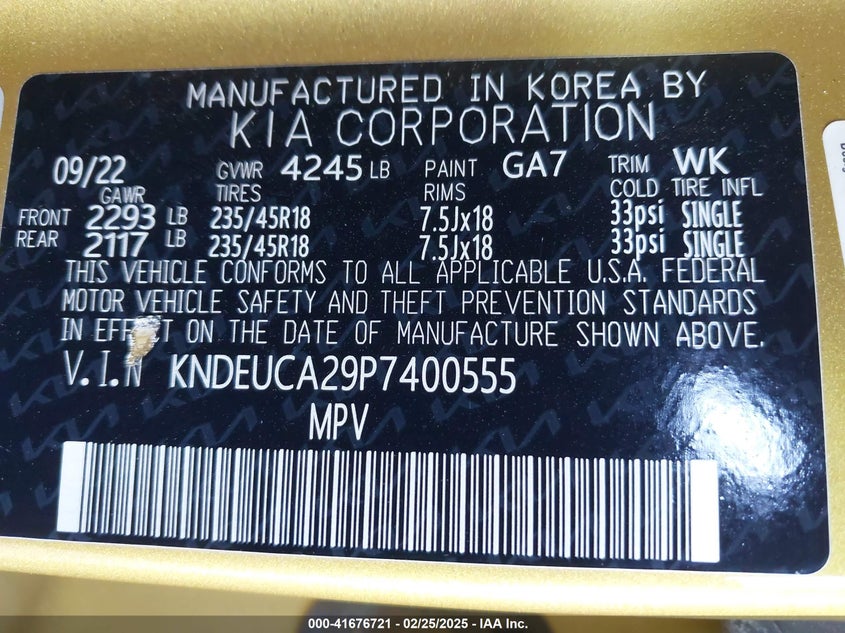 MANUFACTURED IN KOREA BY
KIA CORPORATION
09/22 GVWR 4245 LB PAINT GA7 TRIM WK
GAWR TIRES RIMS COLD TIRE INFL
FRONT 2293 LB 235/45R18 7.5Jx18 33psi SINGLE
REAR 2117 LB 235/45R18 7.5Jx18 33psi SINGLE
THIS VEHICLE CONFORMS TO ALL APPLICABLE U.S.A. FEDERAL
MOTOR VEHICLE SAFETY AND THEFT PREVENTION STANDARDS
IN EFFECT ON THE DATE OF MANUFACTURE SHOWN ABOVE.
V.I.N KNDEUCA29P7400555
MPV
000-41676721 / 02/25/2025 - IAA Inc.